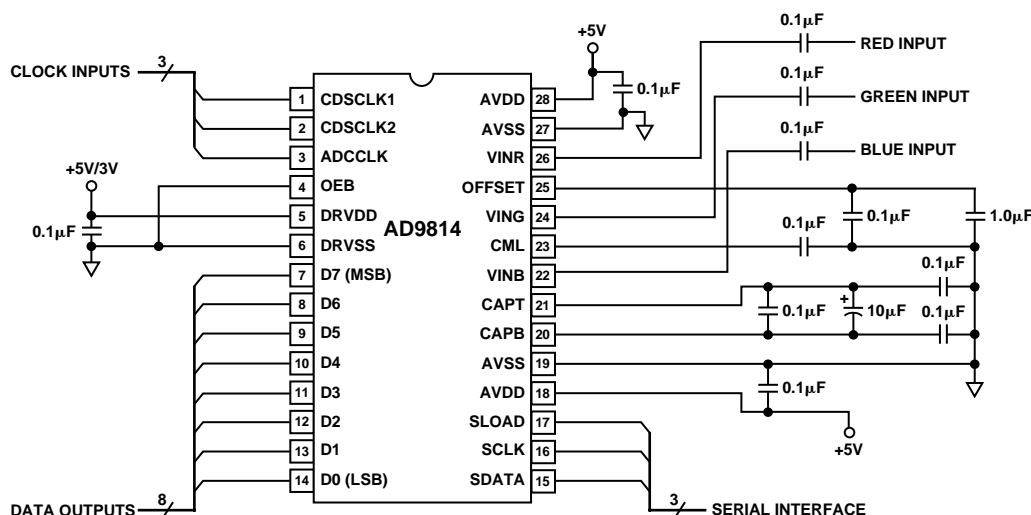 CLOCK INPUTS
3
+5V/3V
0.1µF
DATA OUTPUTS
8
AD9814
1 CDSCLK1
2 CDSCLK2
3 ADCCLK
4 OEB
5 DRVDD
6 DRVSS
7 D7 (MSB)
8 D6
9 D5
10 D4
11 D3
12 D2
13 D1
14 D0 (LSB)
AVDD 28
AVSS 27
VINR 26
OFFSET 25
VING 24
CML 23
VINB 22
CAPT 21
CAPB 20
AVSS 19
AVDD 18
SLOAD 17
SCLK 16
SDATA 15
+5V
0.1µF
0.1µF
RED INPUT
0.1µF
GREEN INPUT
0.1µF
BLUE INPUT
0.1µF
0.1µF
1.0µF
0.1µF
0.1µF
+
10µF
0.1µF
0.1µF
+5V
3
SERIAL INTERFACE